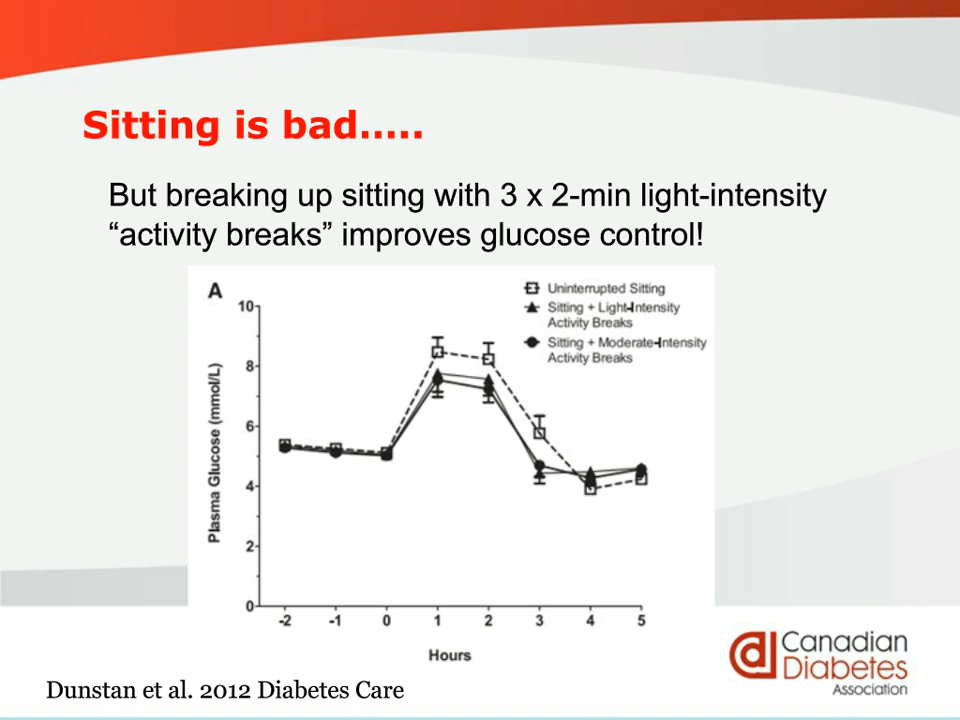 Sitting is bad.....
But breaking up sitting with 3 x 2-min light-intensity
“activity breaks” improves glucose control!
A
Uninterrupted Sitting
Sitting + Light-Intensity
Activity Breaks
Sitting + Moderate-Intensity
Activity Breaks
Plasma Glucose (mmol/L)
10
8
6
4
2
0
-2 -1 0 1 2 3 4 5
Hours
Canadian
Diabetes
Association
Dunstan et al. 2012 Diabetes Care